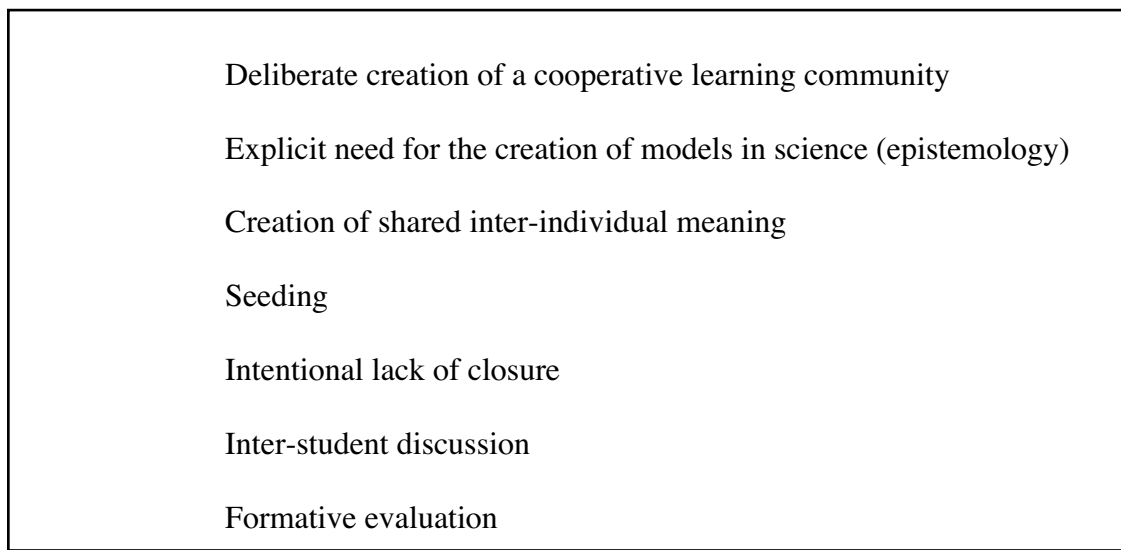 Deliberate creation of a cooperative learning community
Explicit need for the creation of models in science (epistemology)
Creation of shared inter-individual meaning
Seeding
Intentional lack of closure
Inter-student discussion
Formative evaluation